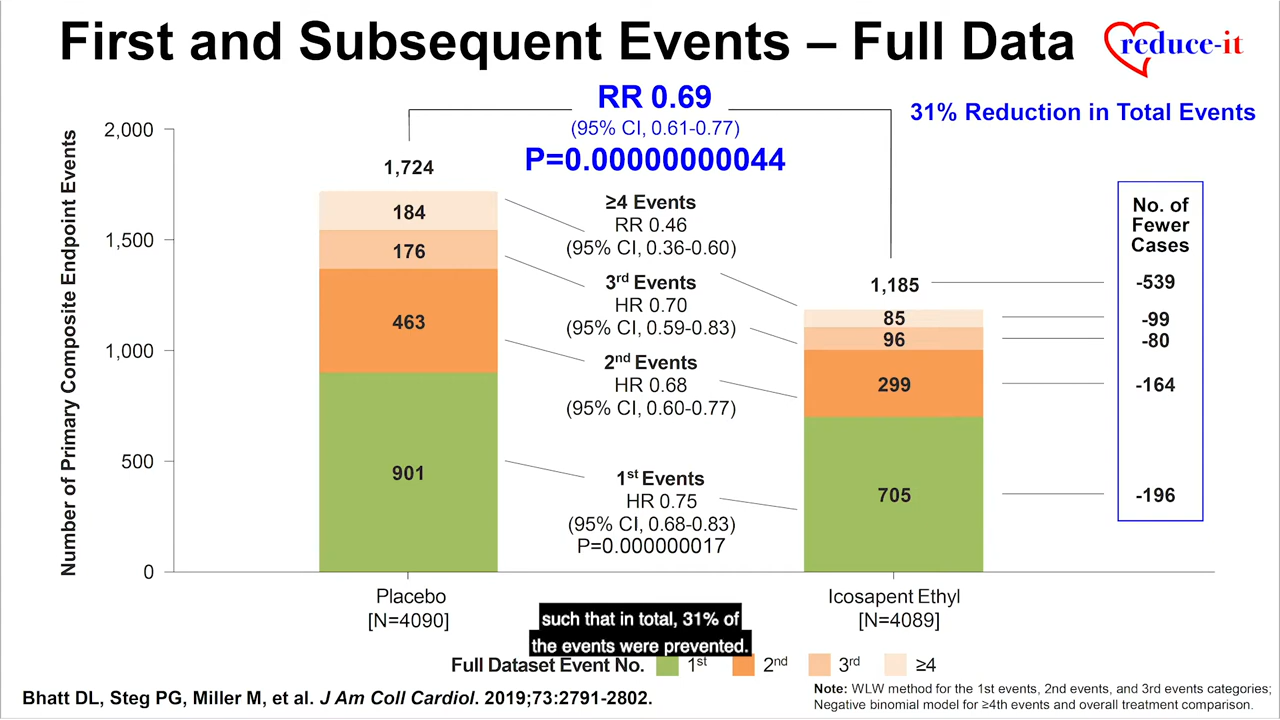 First and Subsequent Events – Full Data
reduce-it
RR 0.69
(95% CI, 0.61-0.77)
P=0.00000000044
31% Reduction in Total Events
Number of Primary Composite Endpoint Events
2,000
1,500
1,000
500
0
1,724
184
176
463
901
≥4 Events
RR 0.46
(95% CI, 0.36-0.60)
3rd Events
HR 0.70
(95% CI, 0.59-0.83)
2nd Events
HR 0.68
(95% CI, 0.60-0.77)
1st Events
HR 0.75
(95% CI, 0.68-0.83)
P=0.000000017
1,185
85
96
299
705
No. of
Fewer
Cases
-539
-99
-80
-164
-196
Placebo
[N=4090]
Icosapent Ethyl
[N=4089]
such that in total, 31% of
the events were prevented.
Full Dataset Event No. 1st 2nd 3rd ≥4
Bhatt DL, Steg PG, Miller M, et al. J Am Coll Cardiol. 2019;73:2791-2802.
Note: WLW method for the 1st events, 2nd events, and 3rd events categories;
Negative binomial model for ≥4th events and overall treatment comparison.